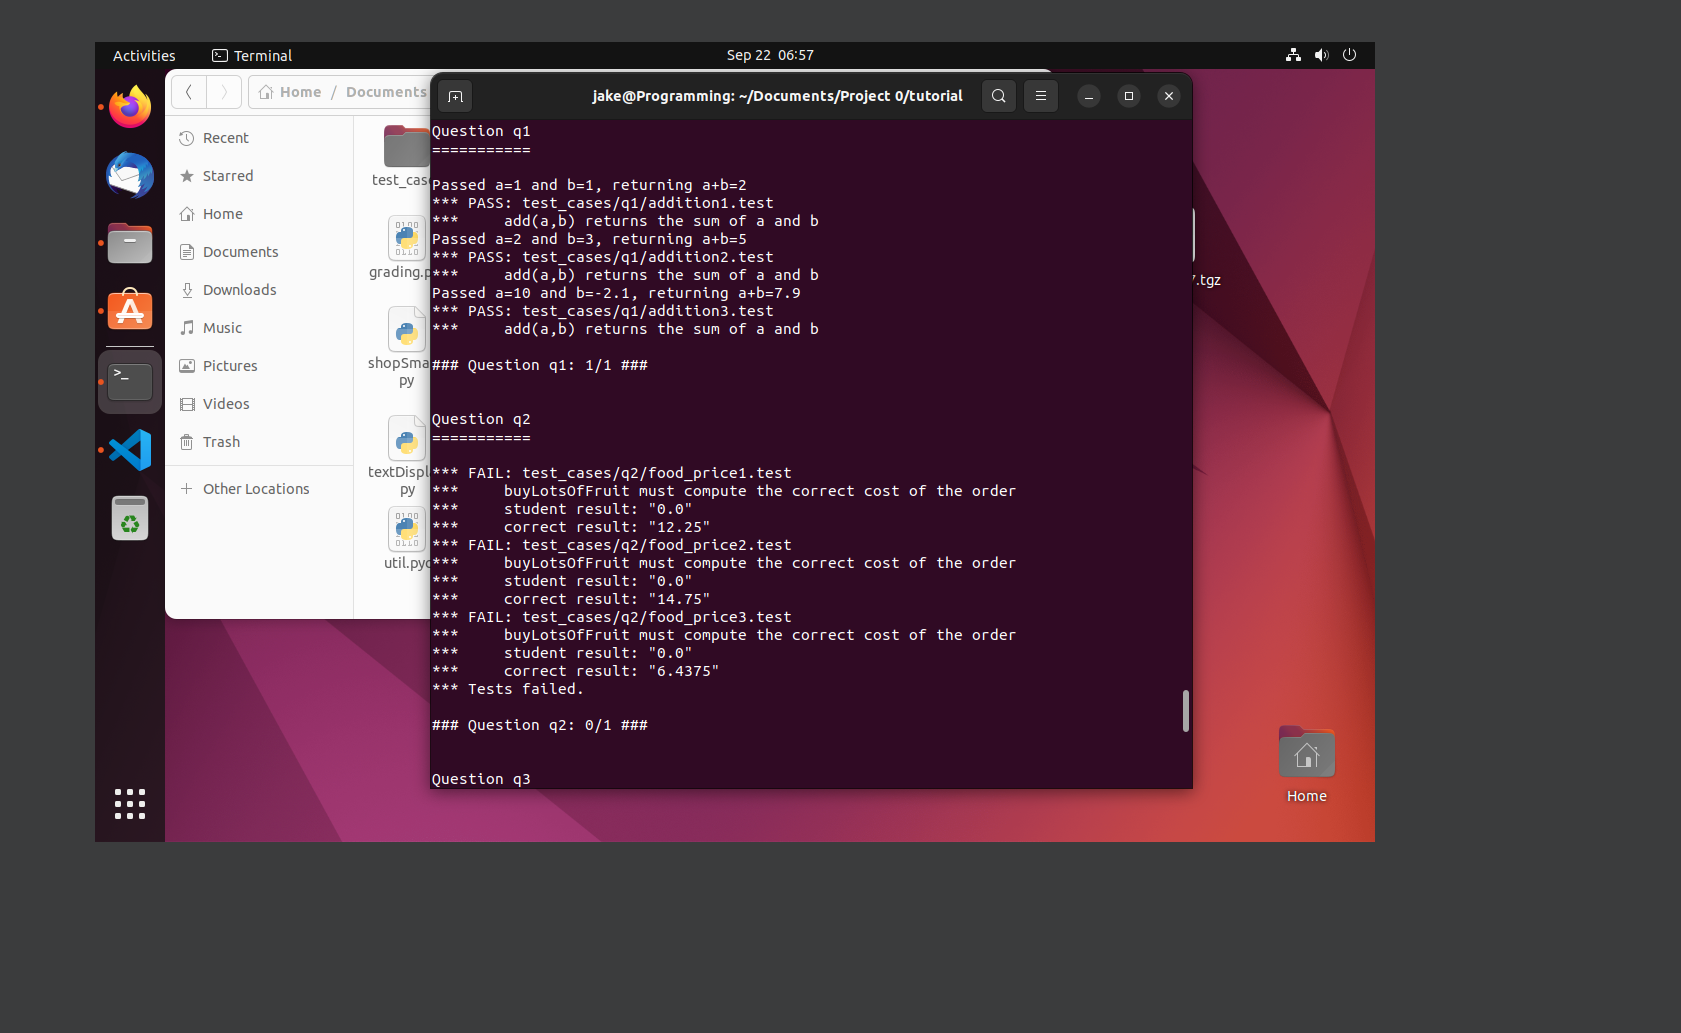 Activities
Terminal
Sep 22 06:57
Home / Documents
Recent
Starred
Home
Documents
Downloads
Music
Pictures
Videos
Trash
Other Locations
jake@Programming: ~/Documents/Project 0/tutorial
Question q1
===========
Passed a=1 and b=1, returning a+b=2
*** PASS: test_cases/q1/addition1.test
***     add(a,b) returns the sum of a and b
Passed a=2 and b=3, returning a+b=5
*** PASS: test_cases/q1/addition2.test
***     add(a,b) returns the sum of a and b
Passed a=10 and b=-2.1, returning a+b=7.9
*** PASS: test_cases/q1/addition3.test
***     add(a,b) returns the sum of a and b
### Question q1: 1/1 ###
Question q2
===========
*** FAIL: test_cases/q2/food_price1.test
***     buyLotsOfFruit must compute the correct cost of the order
***     student result: "0.0"
***     correct result: "12.25"
*** FAIL: test_cases/q2/food_price2.test
***     buyLotsOfFruit must compute the correct cost of the order
***     student result: "0.0"
***     correct result: "14.75"
*** FAIL: test_cases/q2/food_price3.test
***     buyLotsOfFruit must compute the correct cost of the order
***     student result: "0.0"
***     correct result: "6.4375"
*** Tests failed.
### Question q2: 0/1 ###
Question q3
test_cas
grading.p
shopSma
py
textDispl
py
util.pyc
7.tgz
Home